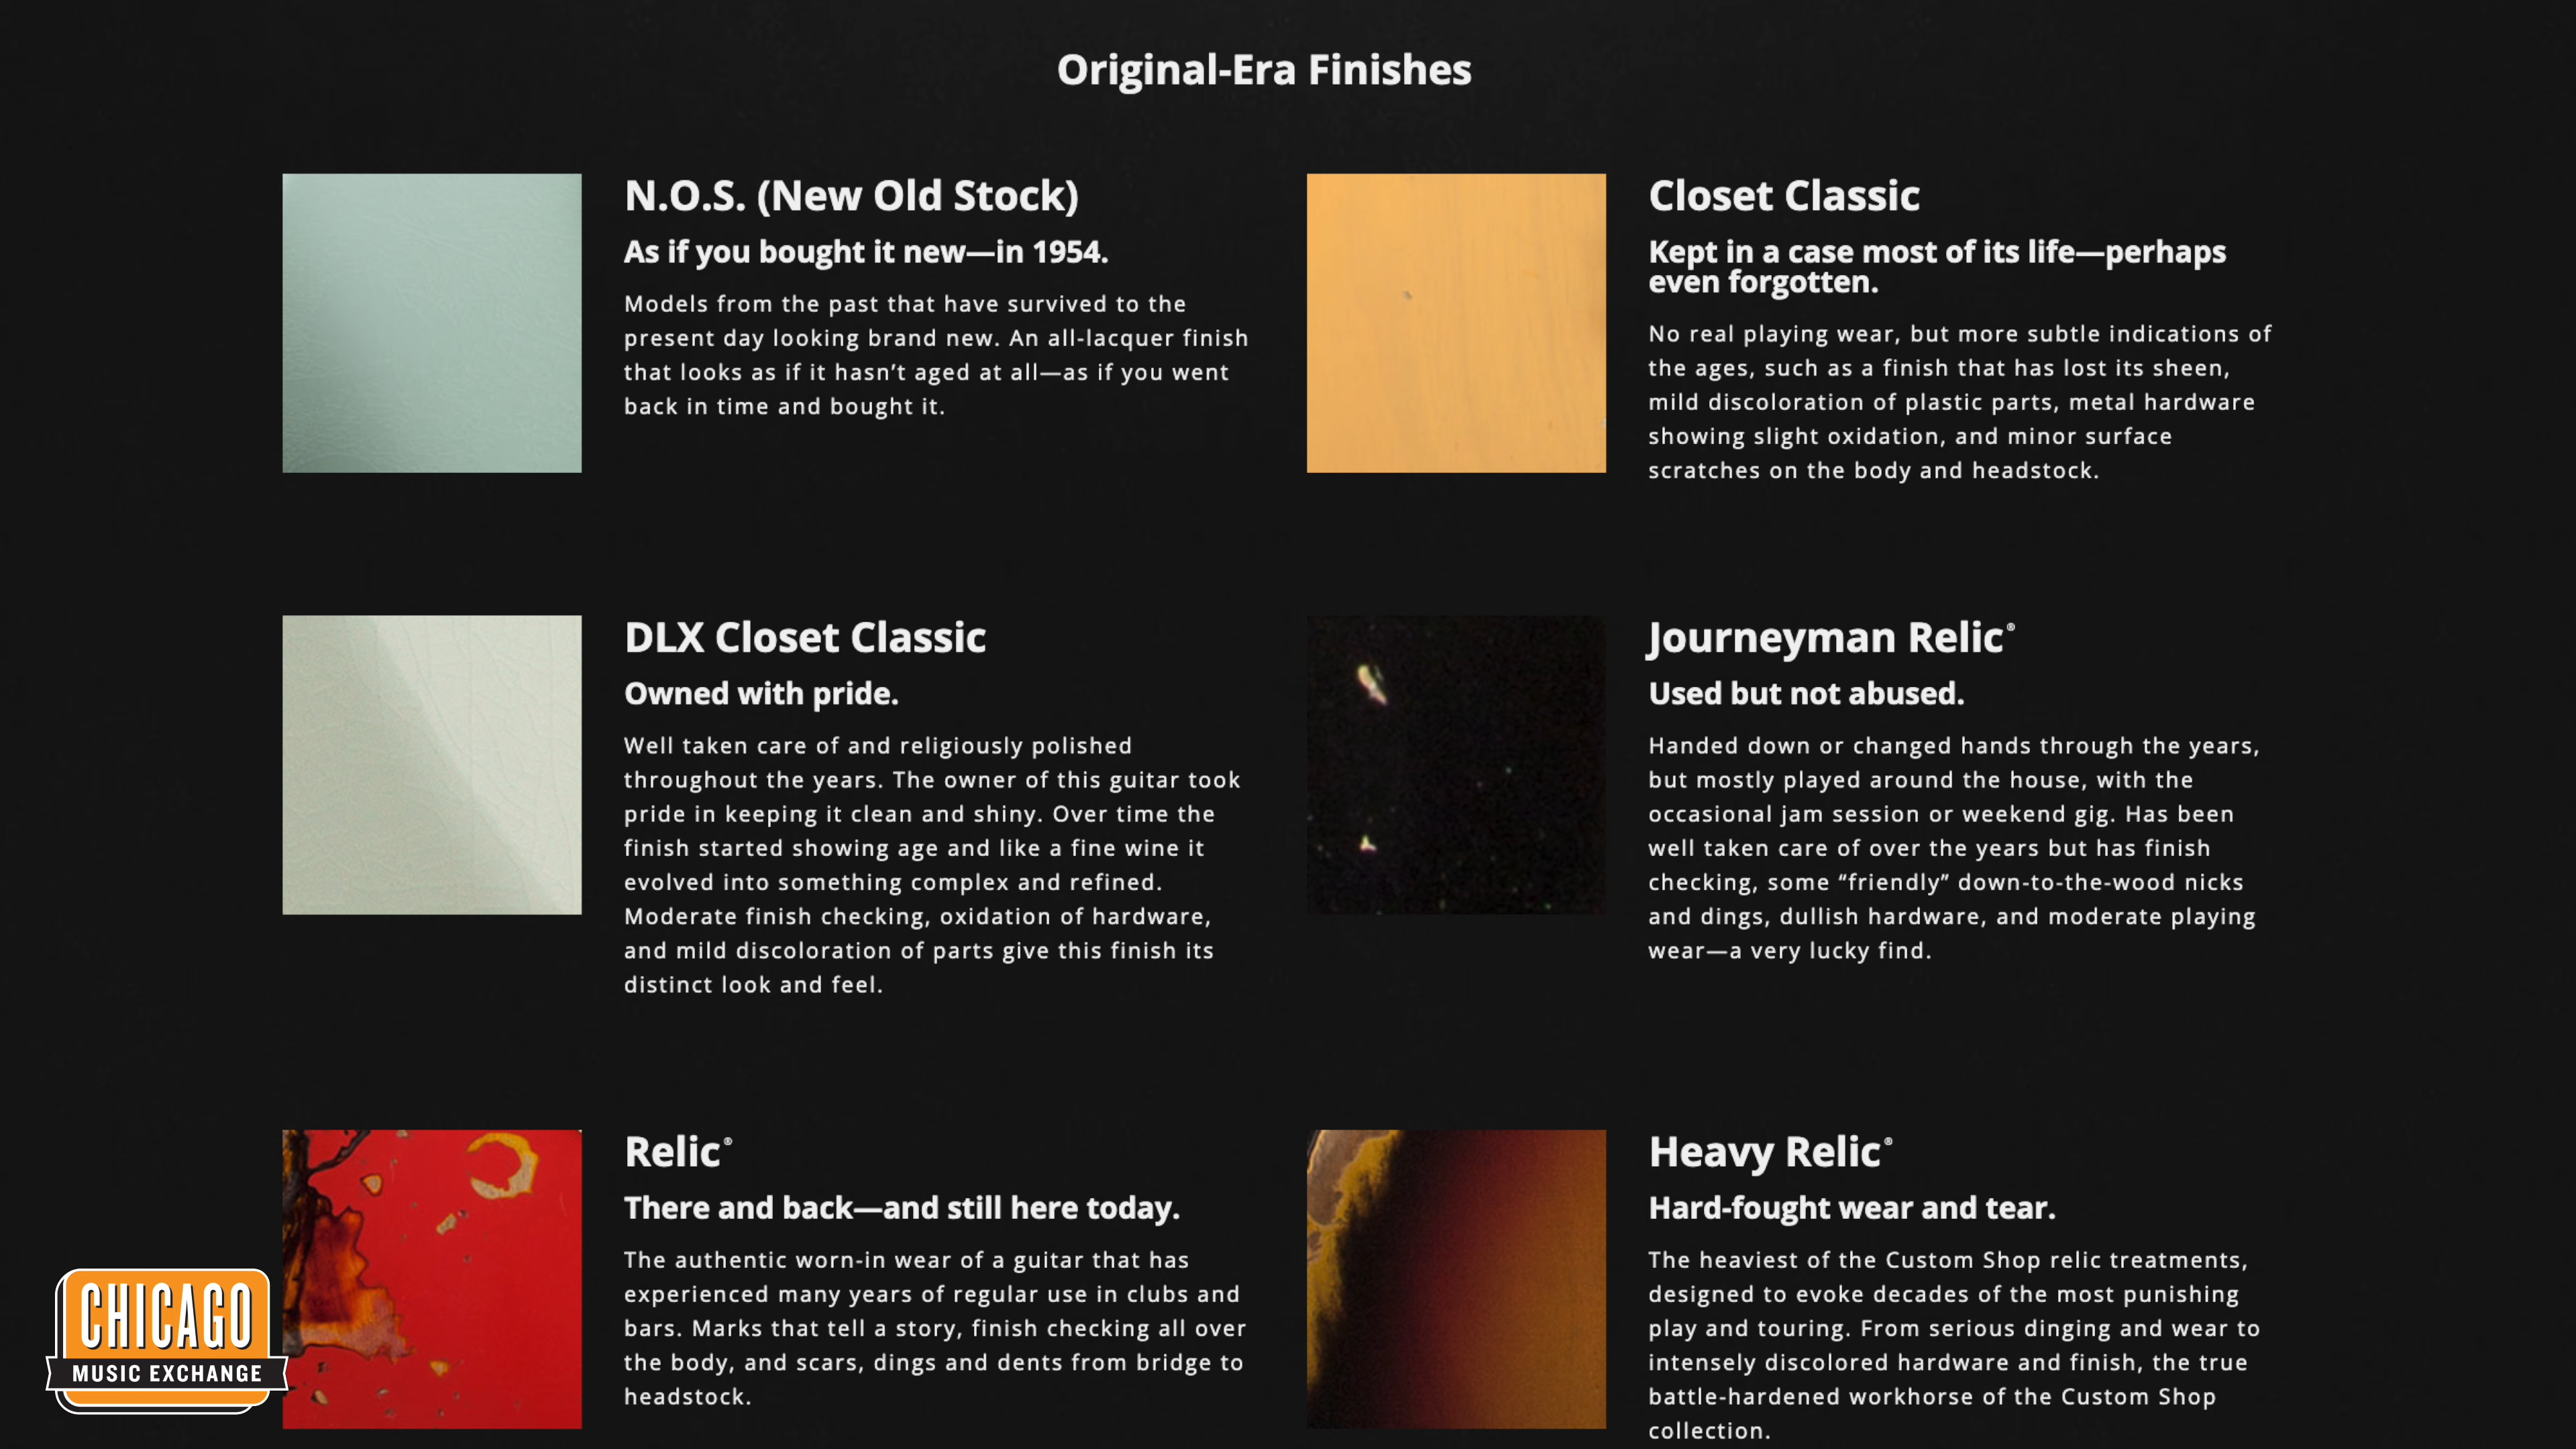 Original-Era Finishes
N.O.S. (New Old Stock)
As if you bought it new—in 1954.
Models from the past that have survived to the
present day looking brand new. An all-lacquer finish
that looks as if it hasn’t aged at all—as if you went
back in time and bought it.
Closet Classic
Kept in a case most of its life—perhaps
even forgotten.
No real playing wear, but more subtle indications of
the ages, such as a finish that has lost its sheen,
mild discoloration of plastic parts, metal hardware
showing slight oxidation, and minor surface
scratches on the body and headstock.
DLX Closet Classic
Owned with pride.
Well taken care of and religiously polished
throughout the years. The owner of this guitar took
pride in keeping it clean and shiny. Over time the
finish started showing age and like a fine wine it
evolved into something complex and refined.
Moderate finish checking, oxidation of hardware,
and mild discoloration of parts give this finish its
distinct look and feel.
Journeyman Relic®
Used but not abused.
Handed down or changed hands through the years,
but mostly played around the house, with the
occasional jam session or weekend gig. Has been
well taken care of over the years but has finish
checking, some “friendly” down-to-the-wood nicks
and dings, dullish hardware, and moderate playing
wear—a very lucky find.
Relic®
There and back—and still here today.
The authentic worn-in wear of a guitar that has
experienced many years of regular use in clubs and
bars. Marks that tell a story, finish checking all over
the body, and scars, dings and dents from bridge to
headstock.
Heavy Relic®
Hard-fought wear and tear.
The heaviest of the Custom Shop relic treatments,
designed to evoke decades of the most punishing
play and touring. From serious dinging and wear to
intensely discolored hardware and finish, the true
battle-hardened workhorse of the Custom Shop
collection.
CHICAGO
MUSIC EXCHANGE